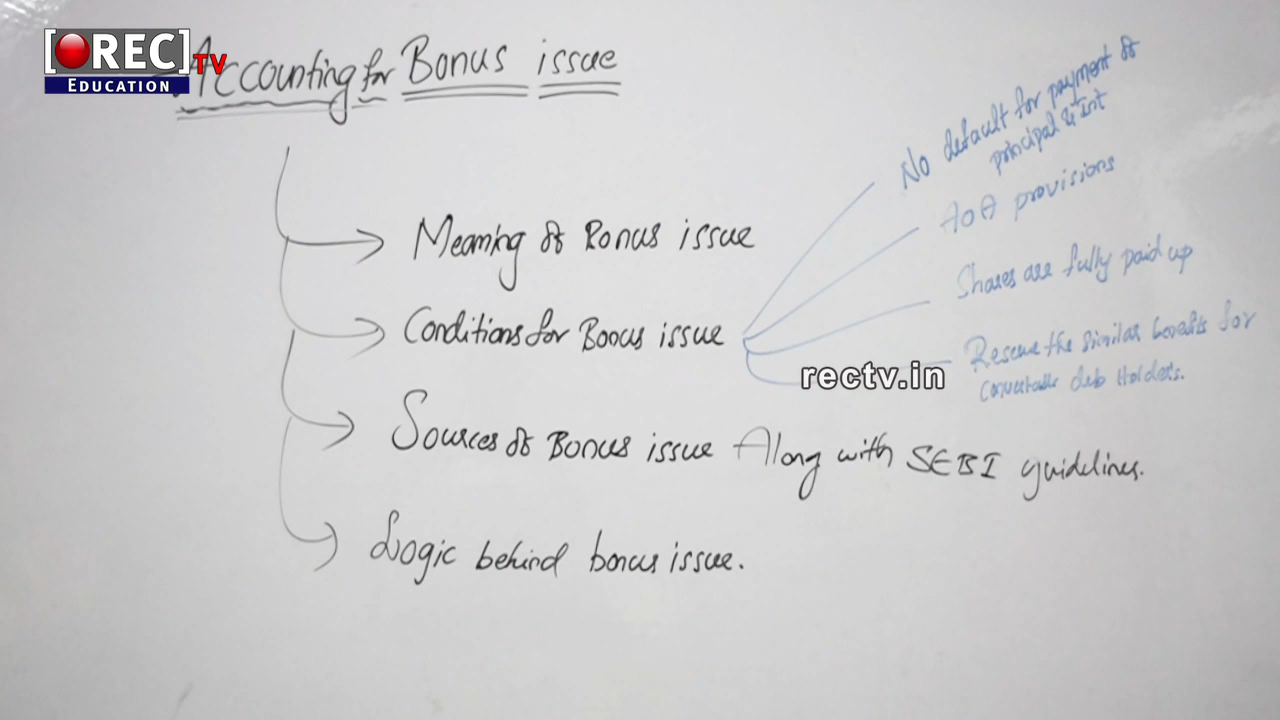 [REC] TV
EDUCATION
Accounting for Bonus issue
Meaning of Bonus issue
Conditions for Bonus issue
No default for payment of
principal & int
AOA provisions
Shares are fully paid up
Reserve the similar benefits for
convertable deb Holders.
rectv.in
Sources of Bonus issue Along with SEBI guidelines.
Logic behind bonus issue.